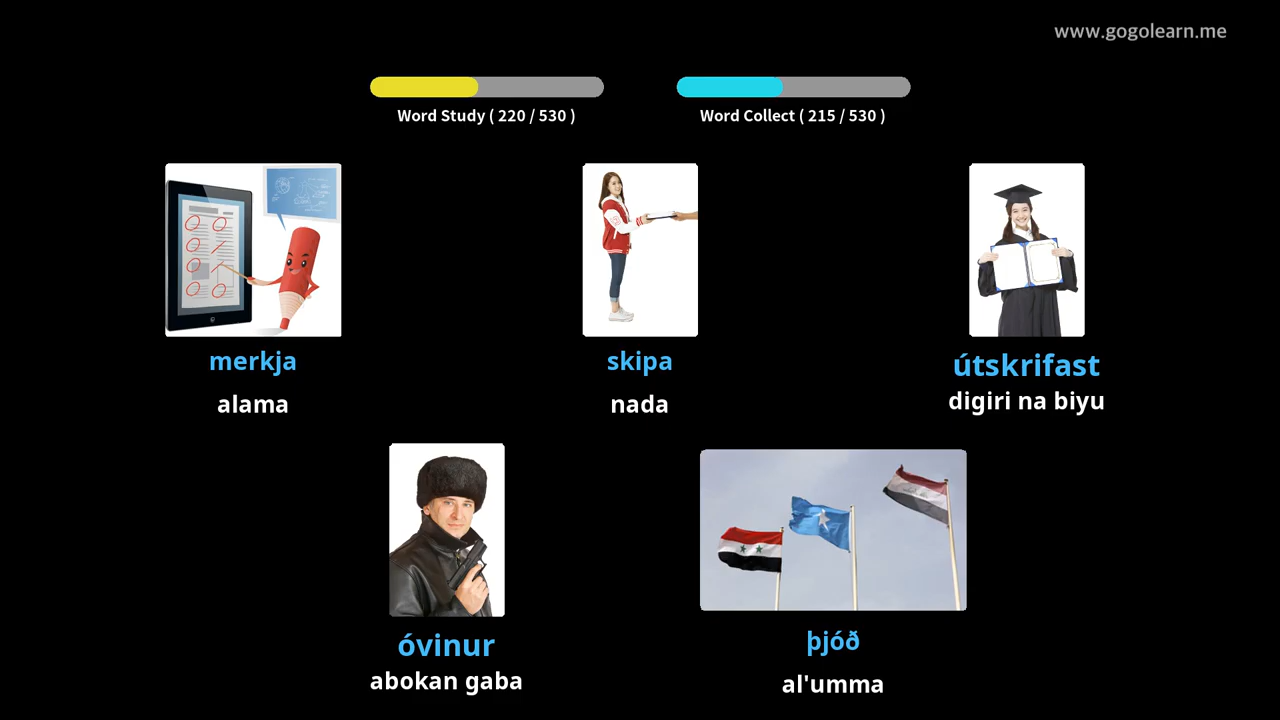 www.gogolearn.me
Word Study ( 220 / 530 )
Word Collect ( 215 / 530 )
merkja
alama
skipa
nada
útskrifast
digiri na biyu
óvinur
abokan gaba
þjóð
al'umma